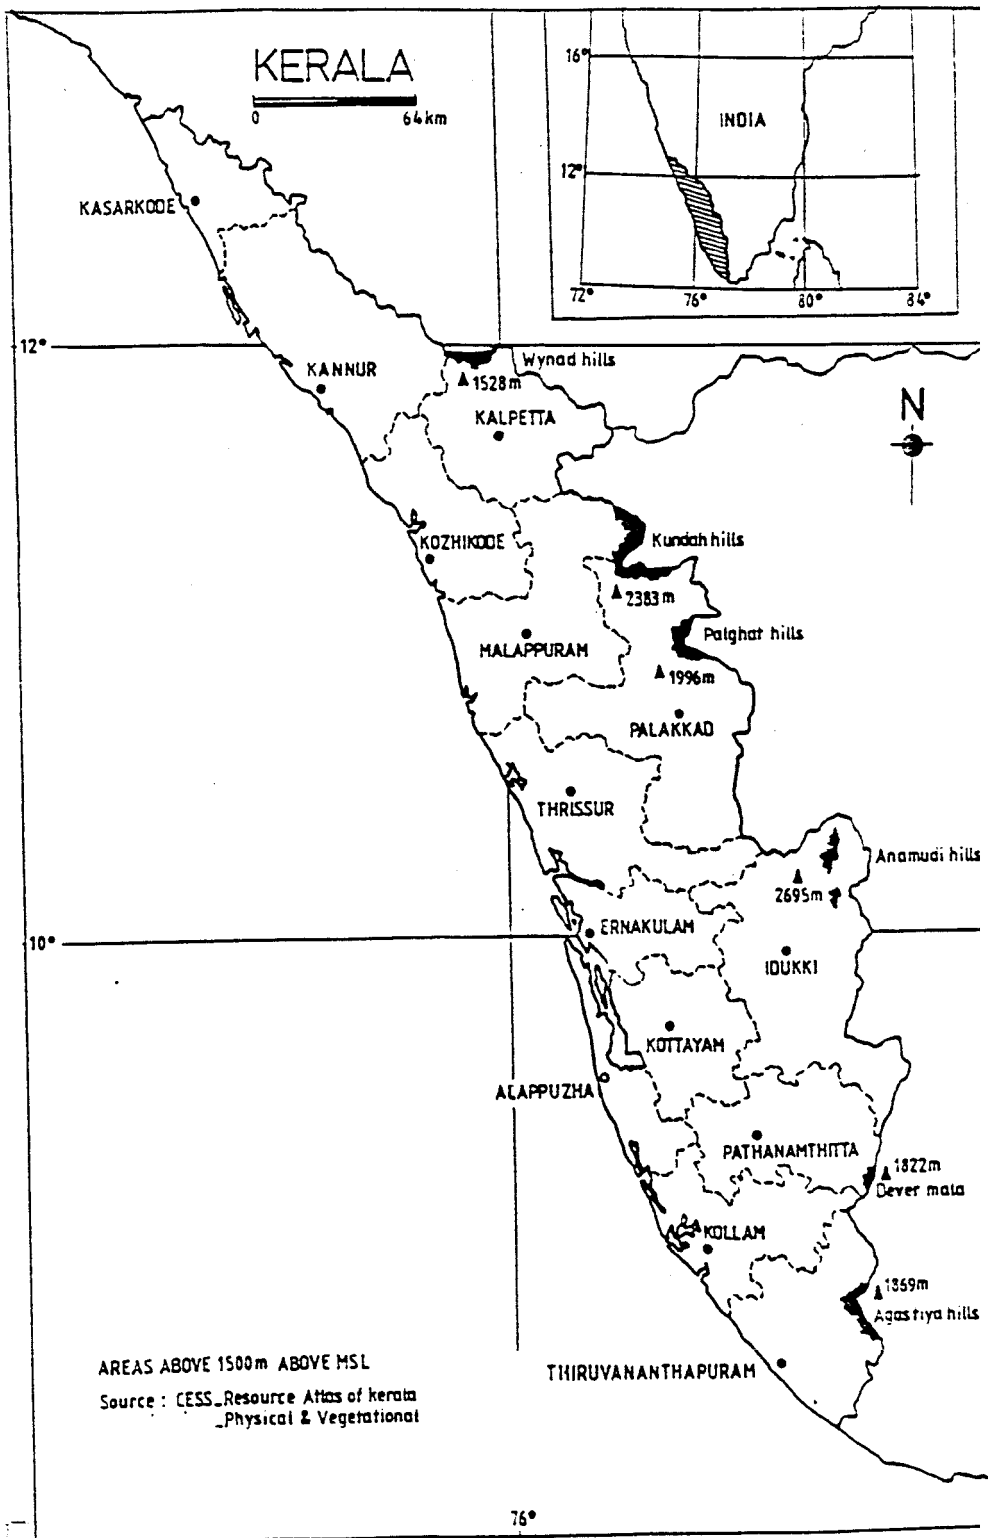 KERALA
0 64km
16°
INDIA
12°
72° 76° 80° 84°
KASARKODE
12°
Wynad hills
KANNUR
1528m
KALPETTA
N
KOZHIKODE
Kundah hills
2383m
MALAPPURAM
Palghat hills
1996m
PALAKKAD
THRISSUR
Anamudi hills
2695m
ERNAKULAM
10°
IDUKKI
KOTTAYAM
ALAPPUZHA
PATHANAMTHITTA
1822m
Dever mala
KOLLAM
1869m
Agastiya hills
THIRUVANANTHAPURAM
AREAS ABOVE 1500m ABOVE MSL
Source : CESS_Resource Atlas of kerala
_Physical & Vegetational
76°